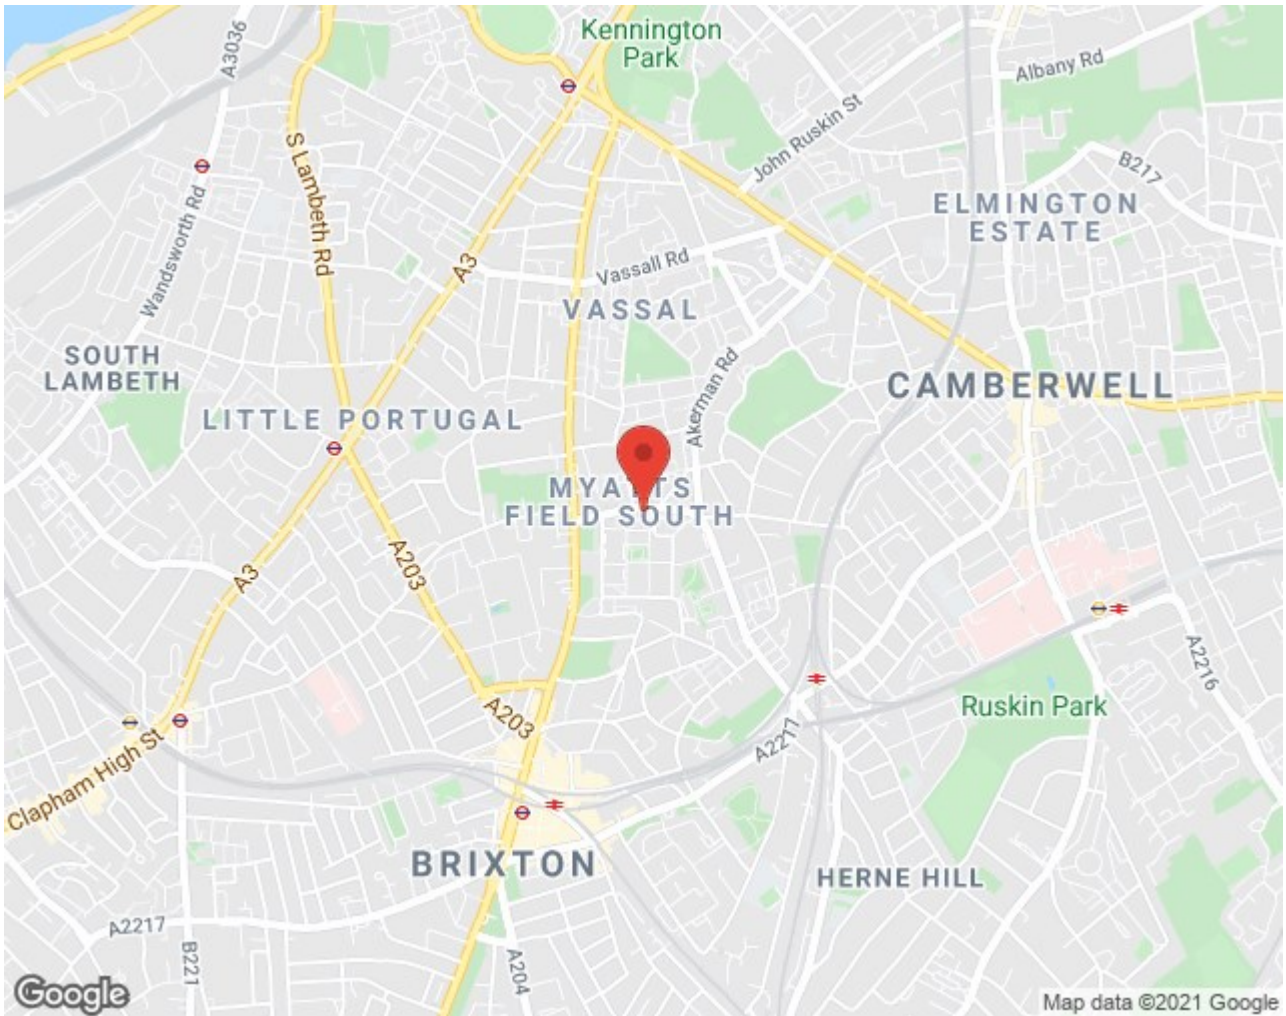 Kennington
Park
A3036
Albany Rd
John Ruskin St
S Lambeth Rd
B217
Wandsworth Rd
ELMINGTON
ESTATE
A3
Vassall Rd
VASSAL
SOUTH
LAMBETH
Akerman Rd
CAMBERWELL
LITTLE PORTUGAL
MYATTS
FIELD SOUTH
A203
A3
A2216
Ruskin Park
A203
A2217
Clapham High St
BRIXTON
HERNE HILL
A2217
B221
A204
Google
Map data ©2021 Google